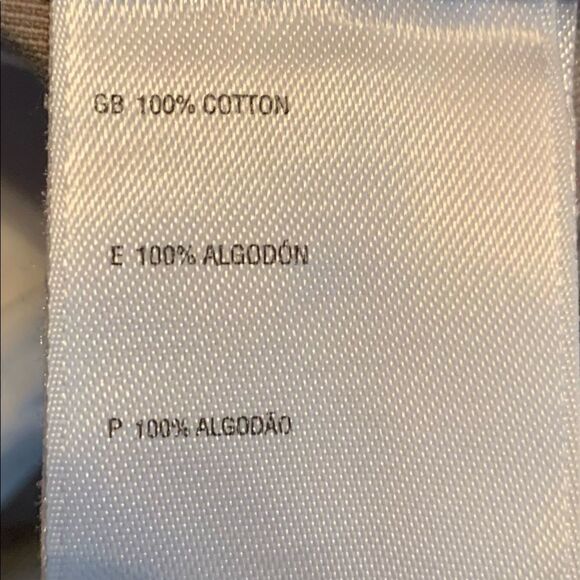 GB 100% COTTON
E 100% ALGODÓN
P 100% ALGODÃO